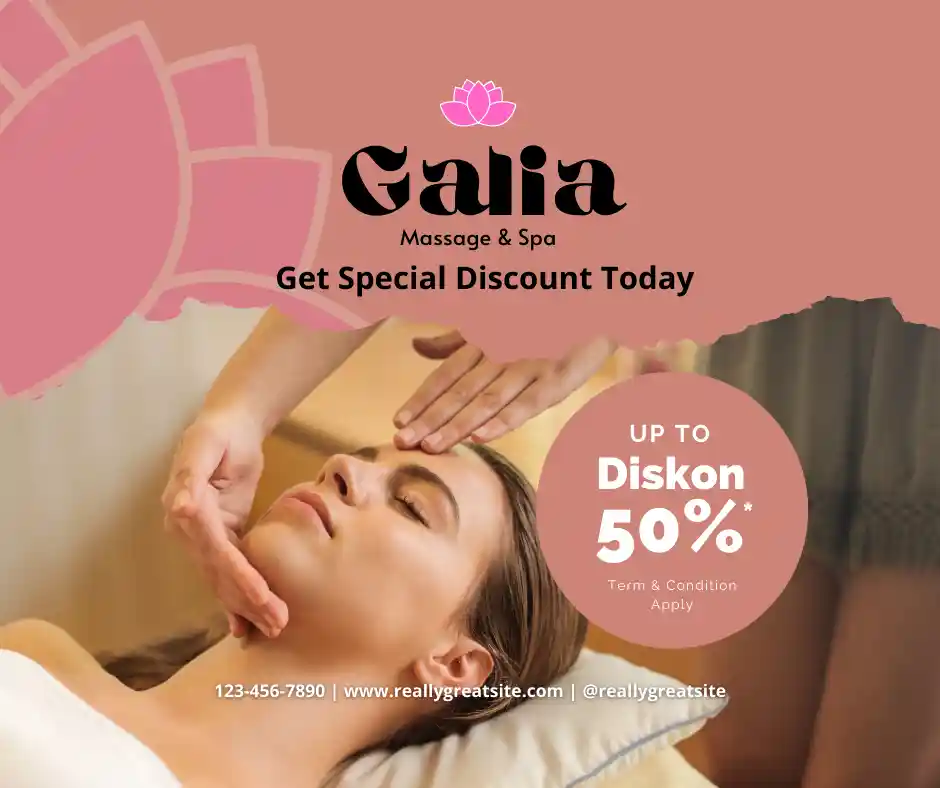 Galia
Massage & Spa
Get Special Discount Today
UP TO
Diskon
50%*
Term & Condition
Apply
123-456-7890 | www.reallygreatsite.com | @reallygreatsite